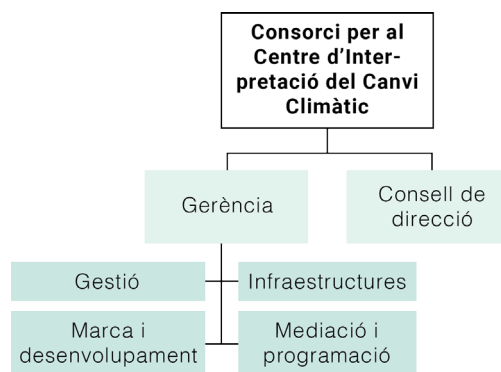 Consorci per al
Centre d’Inter-
pretació del Canvi
Climàtic
Gerència
Consell de
direcció
Gestió
Infraestructures
Marca i
desenvolupament
Mediació i
programació